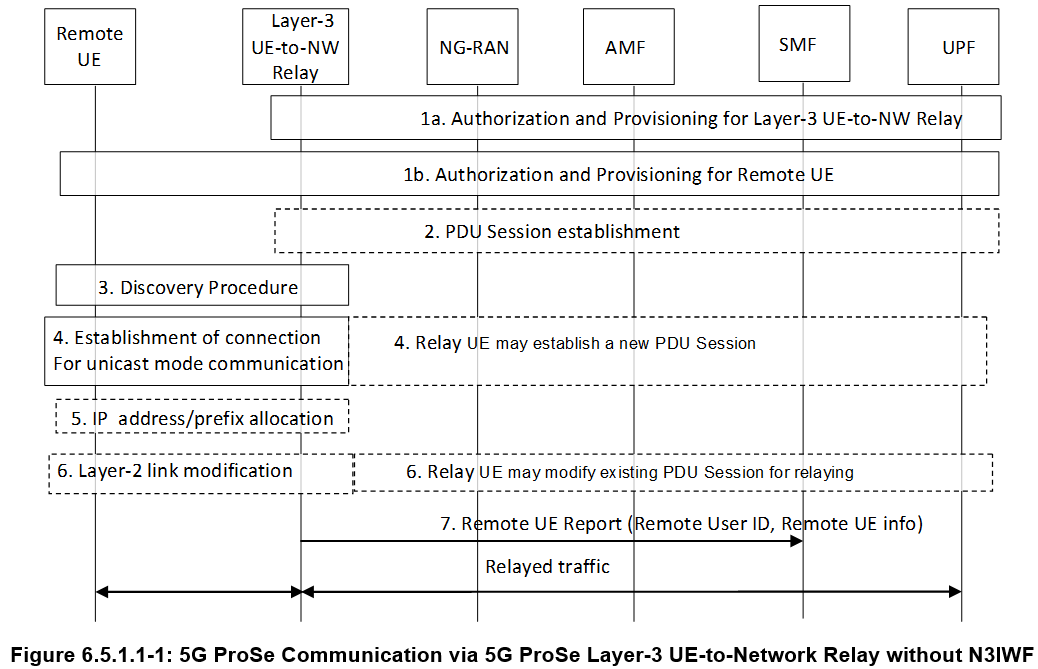 Remote
UE
Layer-3
UE-to-NW
Relay
NG-RAN
AMF
SMF
UPF
1a. Authorization and Provisioning for Layer-3 UE-to-NW Relay
1b. Authorization and Provisioning for Remote UE
2. PDU Session establishment
3. Discovery Procedure
4. Establishment of connection
For unicast mode communication
4. Relay UE may establish a new PDU Session
5. IP address/prefix allocation
6. Layer-2 link modification
6. Relay UE may modify existing PDU Session for relaying
7. Remote UE Report (Remote User ID, Remote UE info)
Relayed traffic
Figure 6.5.1.1-1: 5G ProSe Communication via 5G ProSe Layer-3 UE-to-Network Relay without N3IWF